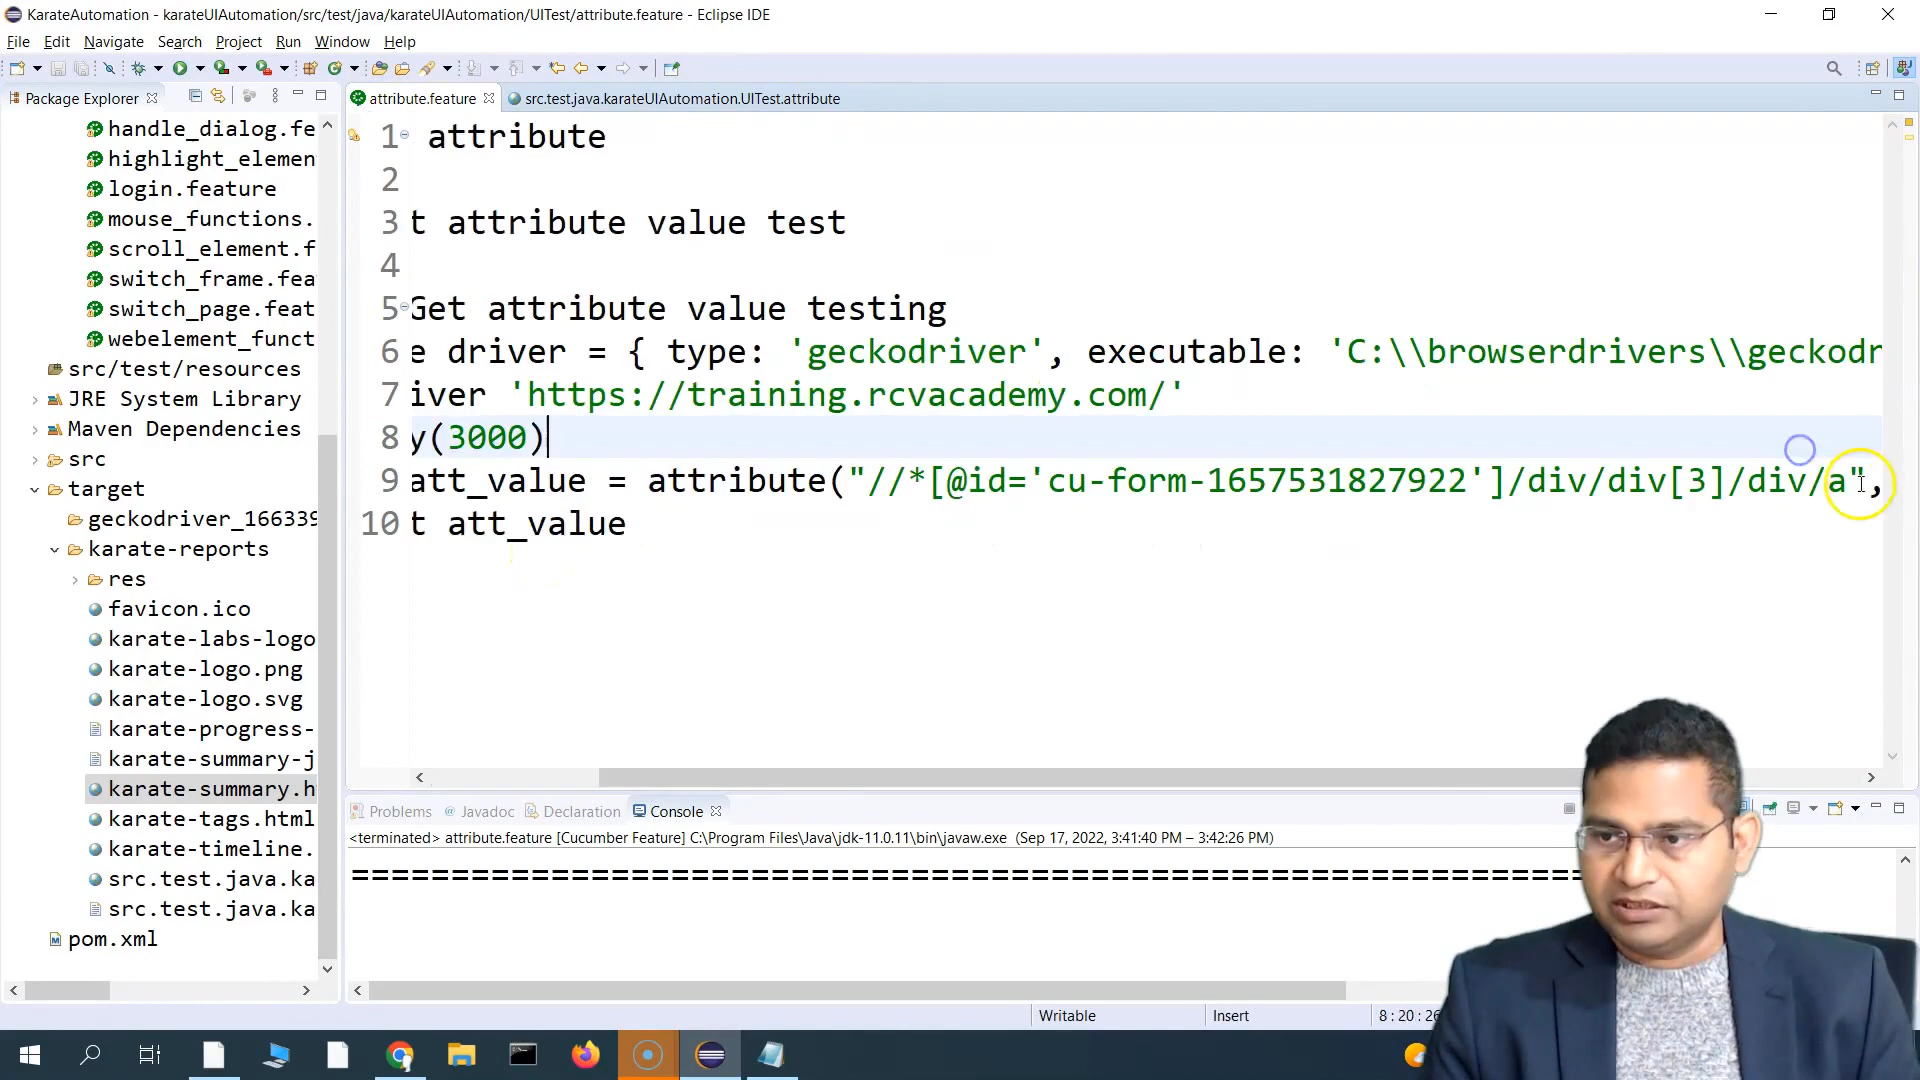 KarateAutomation - karateUIAutomation/src/test/java/karateUIAutomation/UITest/attribute.feature - Eclipse IDE
File Edit Navigate Search Project Run Window Help
Package Explorer
handle_dialog.fe
highlight_elemen
login.feature
mouse_functions.
scroll_element.f
switch_frame.fea
switch_page.feat
webelement_funct
src/test/resources
JRE System Library
Maven Dependencies
src
target
geckodriver_166339
karate-reports
res
favicon.ico
karate-labs-logo
karate-logo.png
karate-logo.svg
karate-progress-
karate-summary-j
karate-summary.h
karate-tags.html
karate-timeline.
src.test.java.ka
src.test.java.ka
pom.xml
attribute.feature src.test.java.karateUIAutomation.UITest.attribute
1 attribute
2
3 t attribute value test
4
5 Get attribute value testing
6 e driver = { type: 'geckodriver', executable: 'C:\\browserdrivers\\geckodr
7 iver 'https://training.rcvacademy.com/'
8 y(3000)
9 att_value = attribute("//*[@id='cu-form-1657531827922']/div/div[3]/div/a",
10 t att_value
Problems Javadoc Declaration Console
<terminated> attribute.feature [Cucumber Feature] C:\Program Files\Java\jdk-11.0.11\bin\javaw.exe (Sep 17, 2022, 3:41:40 PM – 3:42:26 PM)
==============================================================
Writable Insert 8 : 20 : 26